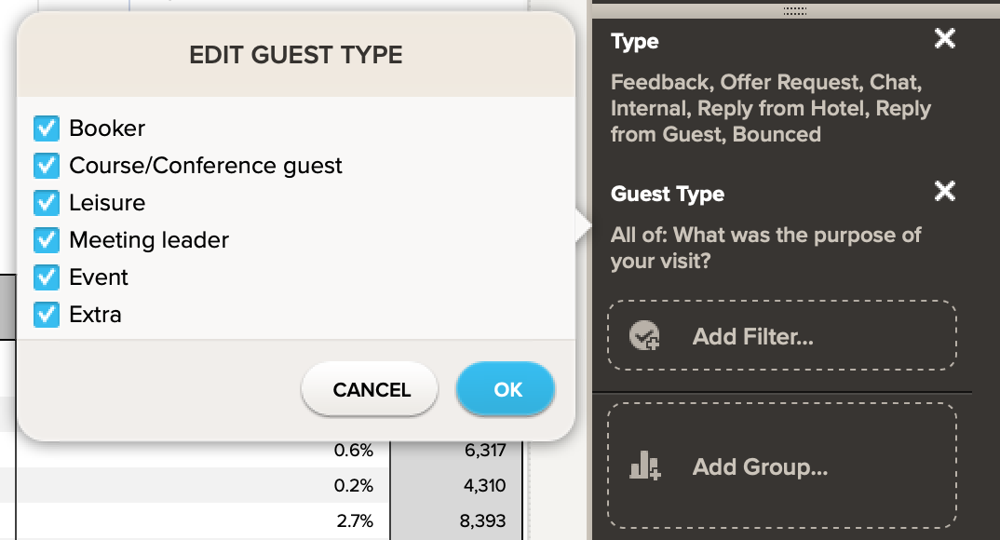 EDIT GUEST TYPE
Booker
Course/Conference guest
Leisure
Meeting leader
Event
Extra
CANCEL
OK
0.6% 6,317
0.2% 4,310
2.7% 8,393
Type
Feedback, Offer Request, Chat,
Internal, Reply from Hotel, Reply
from Guest, Bounced
Guest Type
All of: What was the purpose of
your visit?
Add Filter...
Add Group...